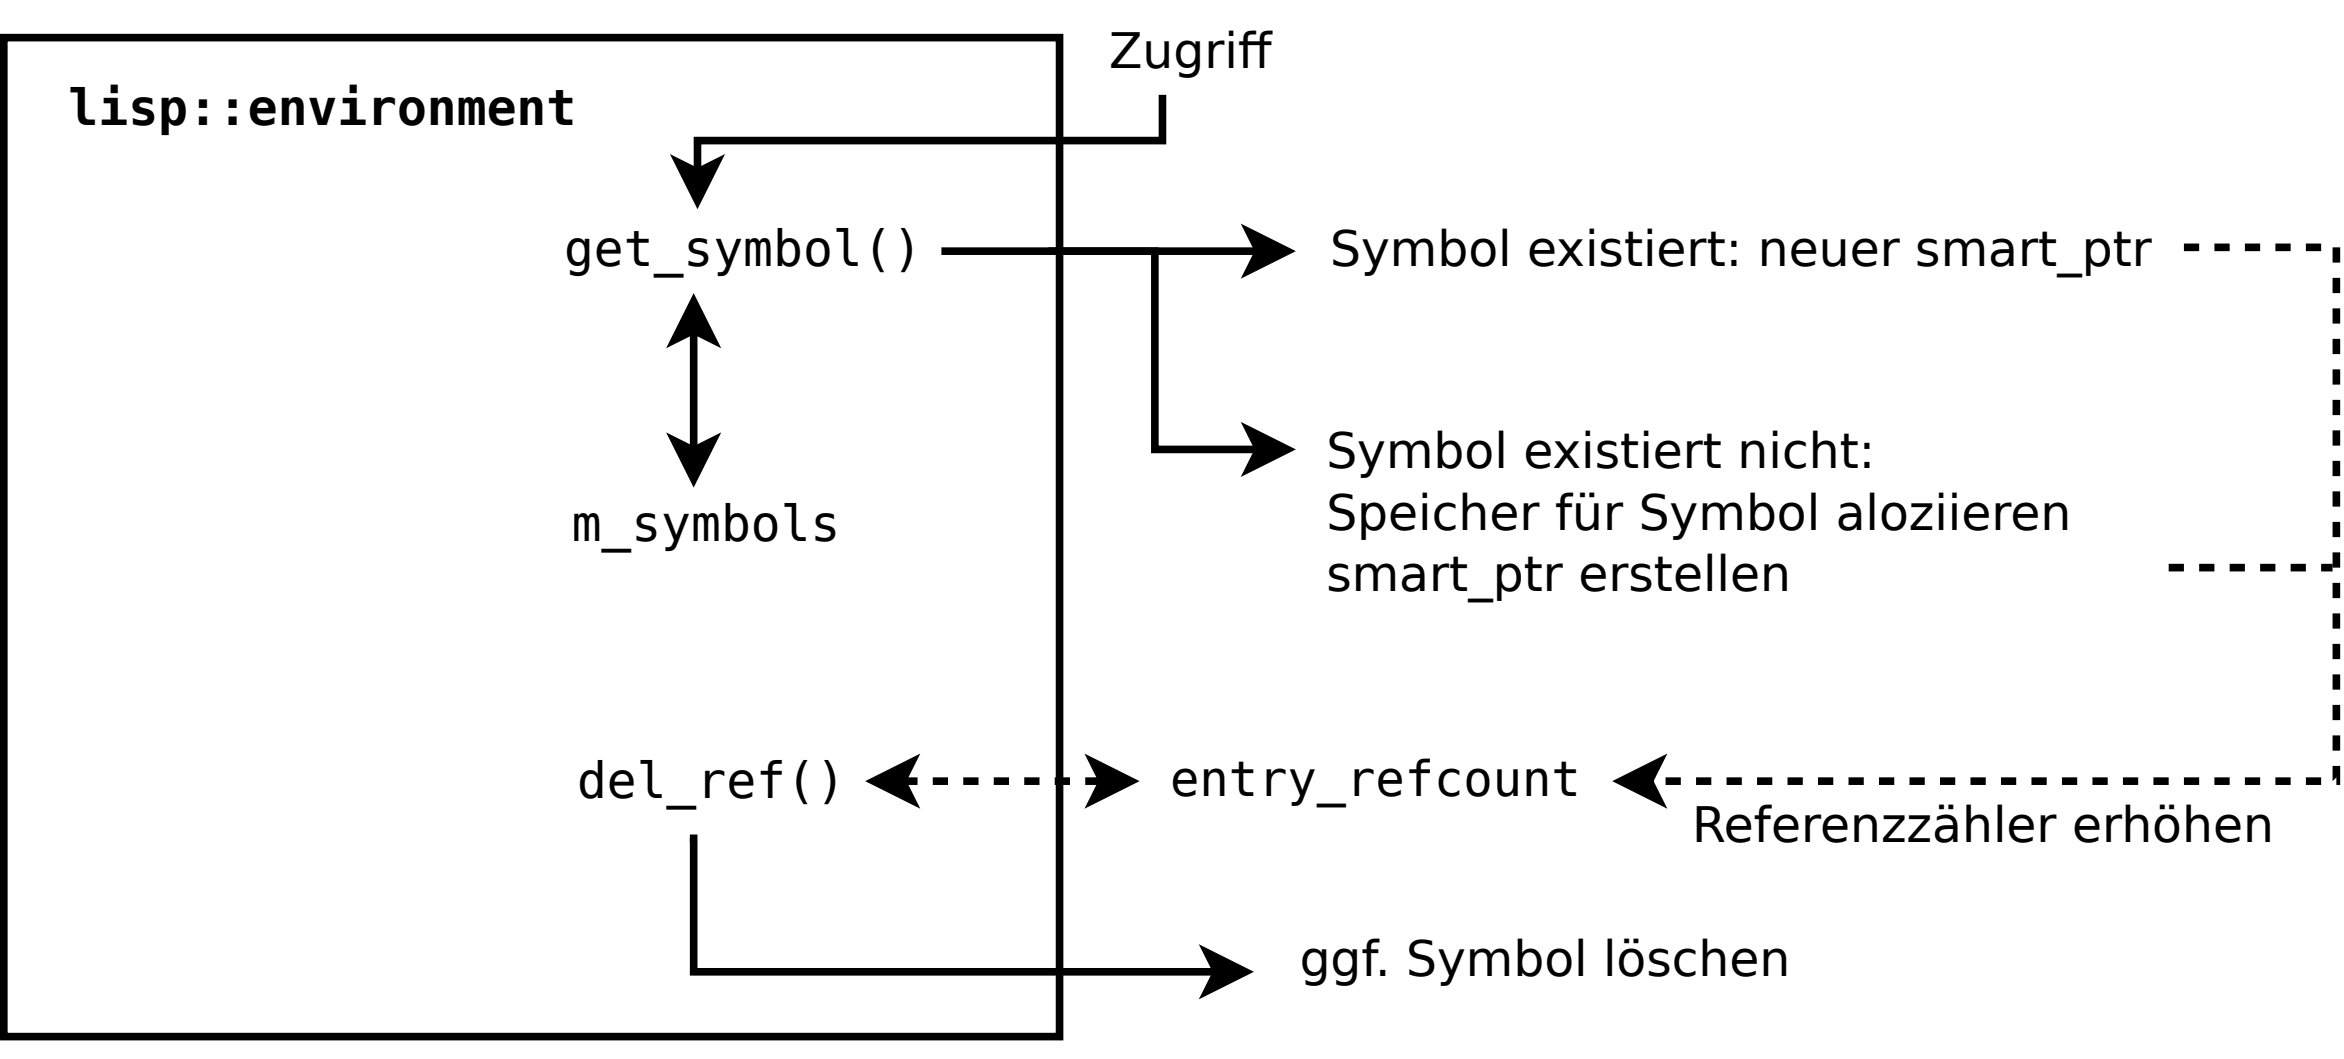 Zugriff
lisp::environment
get_symbol()
Symbol existiert: neuer smart_ptr
Symbol existiert nicht:
Speicher für Symbol aloziieren
smart_ptr erstellen
m_symbols
del_ref()
entry_refcount
Referenzzähler erhöhen
ggf. Symbol löschen